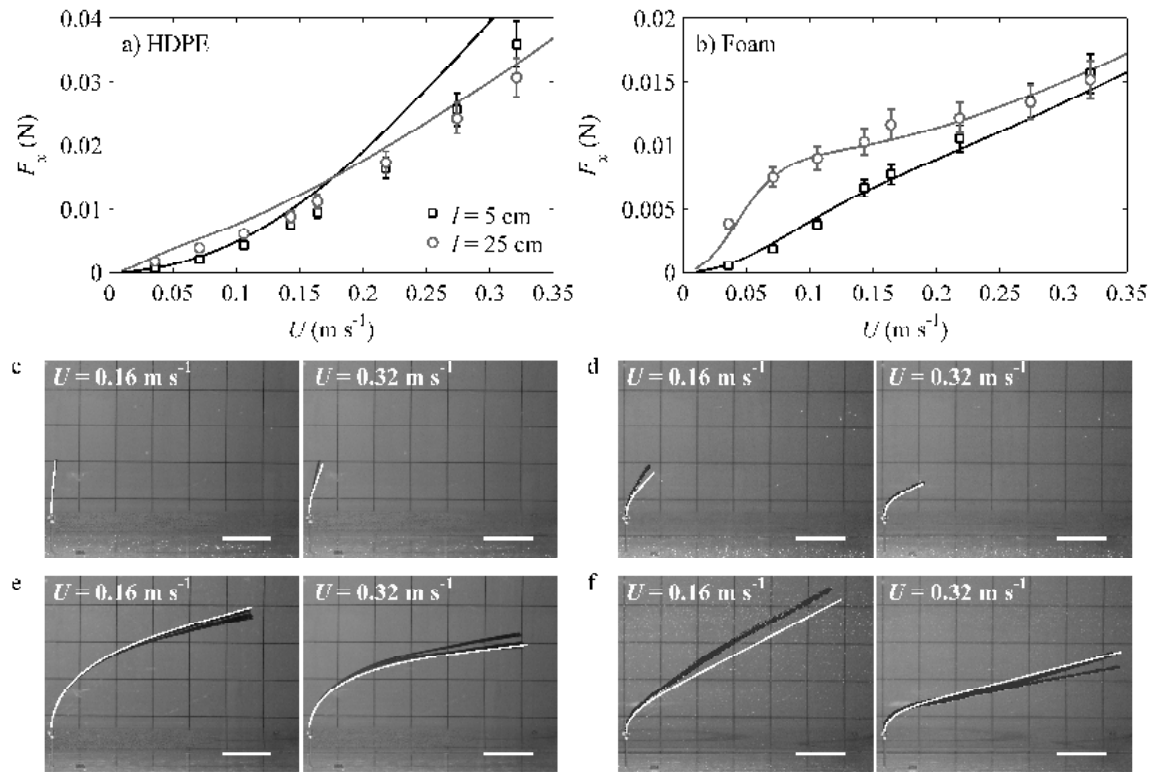 a) HDPE
0.04
0.03
0.02
0.01
0
F_x (N)
l = 5 cm
l = 25 cm
0 0.05 0.1 0.15 0.2 0.25 0.3 0.35
U (m s⁻¹)
b) Foam
0.02
0.015
0.01
0.005
0
F_x (N)
0 0.05 0.1 0.15 0.2 0.25 0.3 0.35
U (m s⁻¹)
c
U = 0.16 m s⁻¹
U = 0.32 m s⁻¹
d
U = 0.16 m s⁻¹
U = 0.32 m s⁻¹
e
U = 0.16 m s⁻¹
U = 0.32 m s⁻¹
f
U = 0.16 m s⁻¹
U = 0.32 m s⁻¹